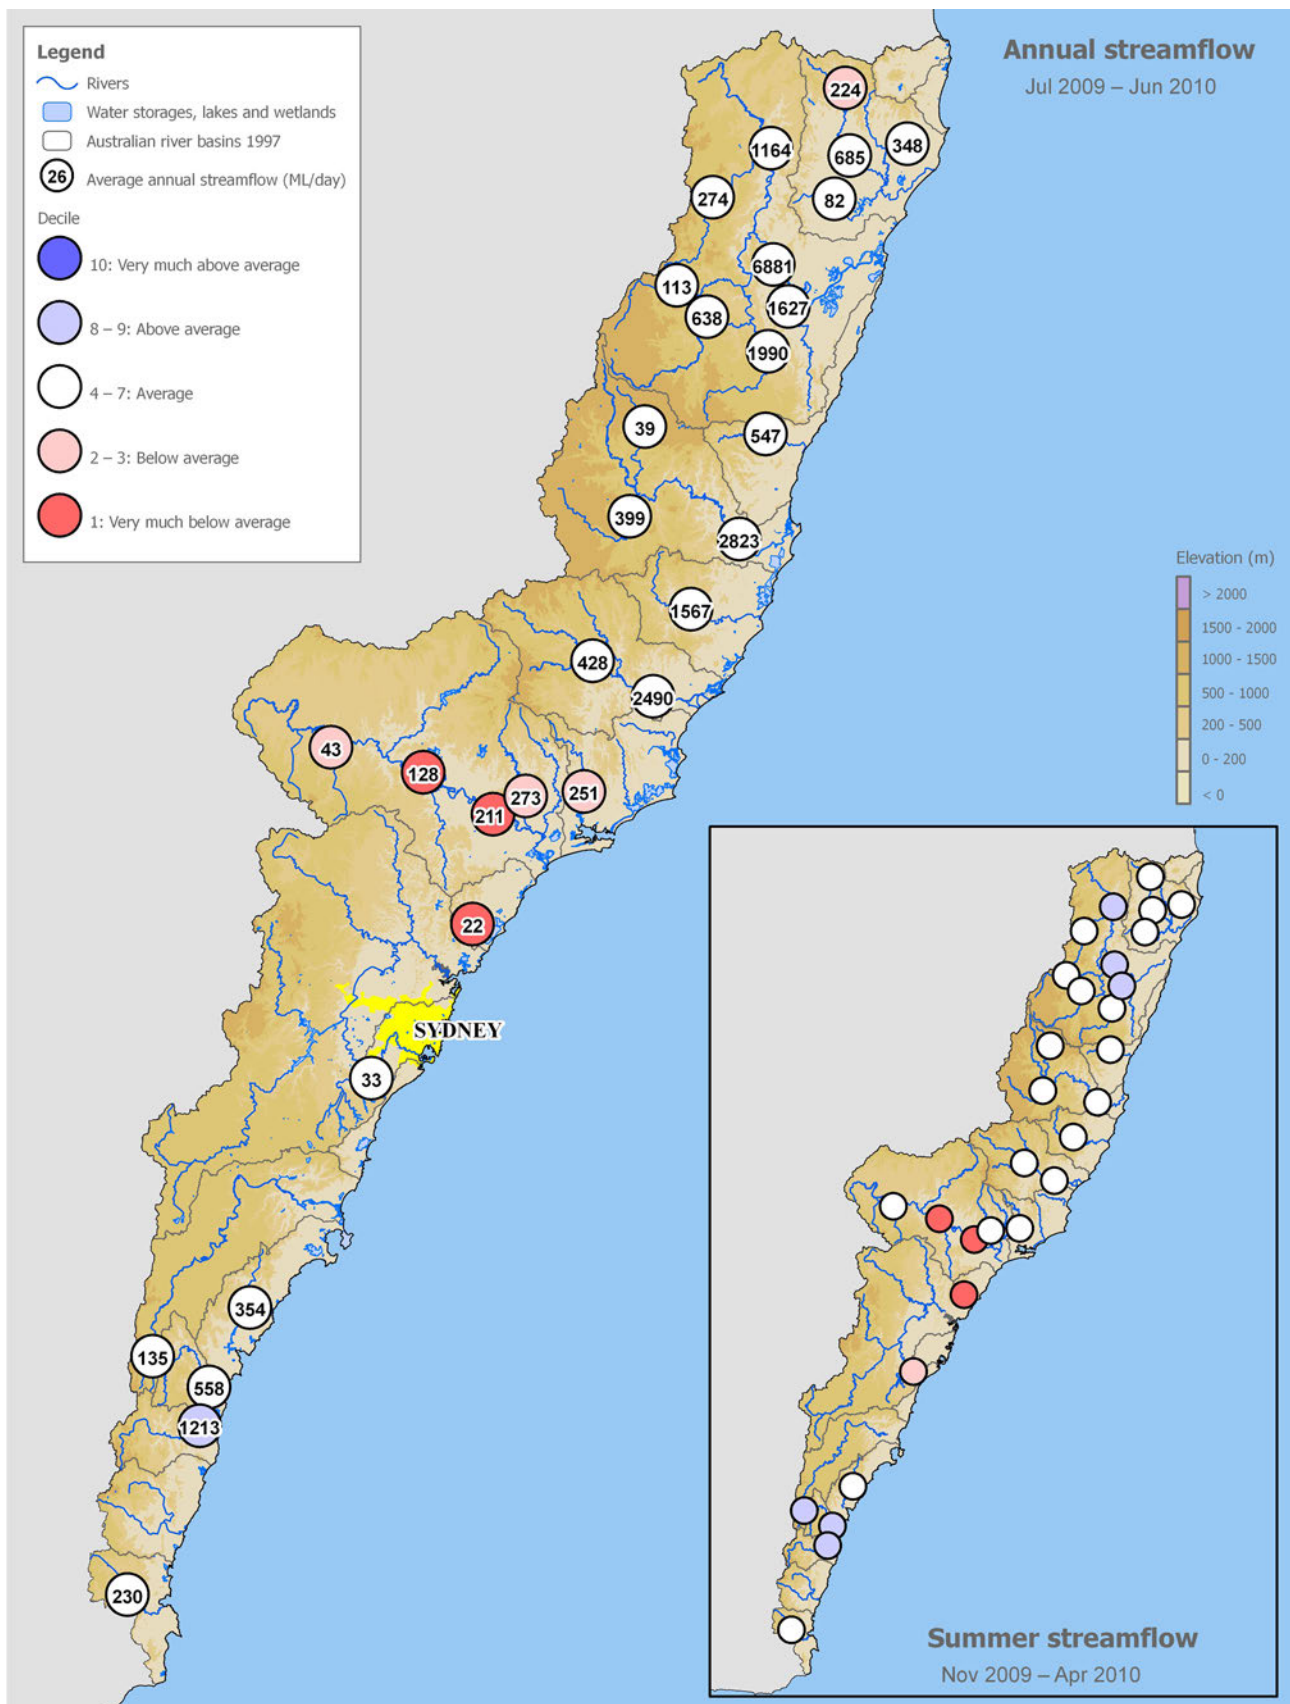 Legend
Rivers
Water storages, lakes and wetlands
Australian river basins 1997
26 Average annual streamflow (ML/day)
Decile
10: Very much above average
8 – 9: Above average
4 – 7: Average
2 – 3: Below average
1: Very much below average
Annual streamflow
Jul 2009 – Jun 2010
224
1164
685
348
274
82
6881
113
1627
638
1990
39
547
399
2823
1567
428
2490
43
128
273
251
211
22
SYDNEY
33
354
135
558
1213
230
Elevation (m)
> 2000
1500 - 2000
1000 - 1500
500 - 1000
200 - 500
0 - 200
< 0
Summer streamflow
Nov 2009 – Apr 2010